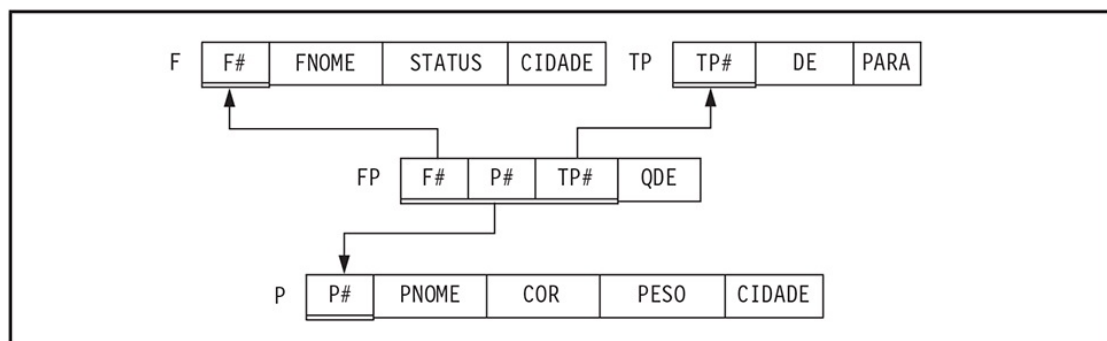 F F# FNOME STATUS CIDADE TP TP# DE PARA
FP F# P# TP# QDE
P P# PNOME COR PESO CIDADE